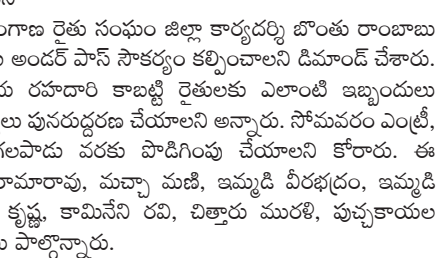 ంగాణ రైతు సంఘం జిల్లా కార్యదర్శి బొంతు రాంబాబు
అండర్ పాస్ సౌకర్యం కల్పించాలని డిమాండ్ చేశారు.
రహదారి కాబట్టి రైతులకు ఎలాంటి ఇబ్బందులు
లు పునరుద్దరణ చేయాలని అన్నారు. సోమవరం ఎంట్రీ,
గలపాడు వరకు పొడిగింపు చేయాలని కోరారు. ఈ
రామారావు, మచ్చా మణి, ఇమ్మడి వీరభద్రం, ఇమ్మడి
కృష్ణ, కామినేని రవి, చిత్తారు మురళి, పుచ్చకాయల
పాల్గొన్నారు.